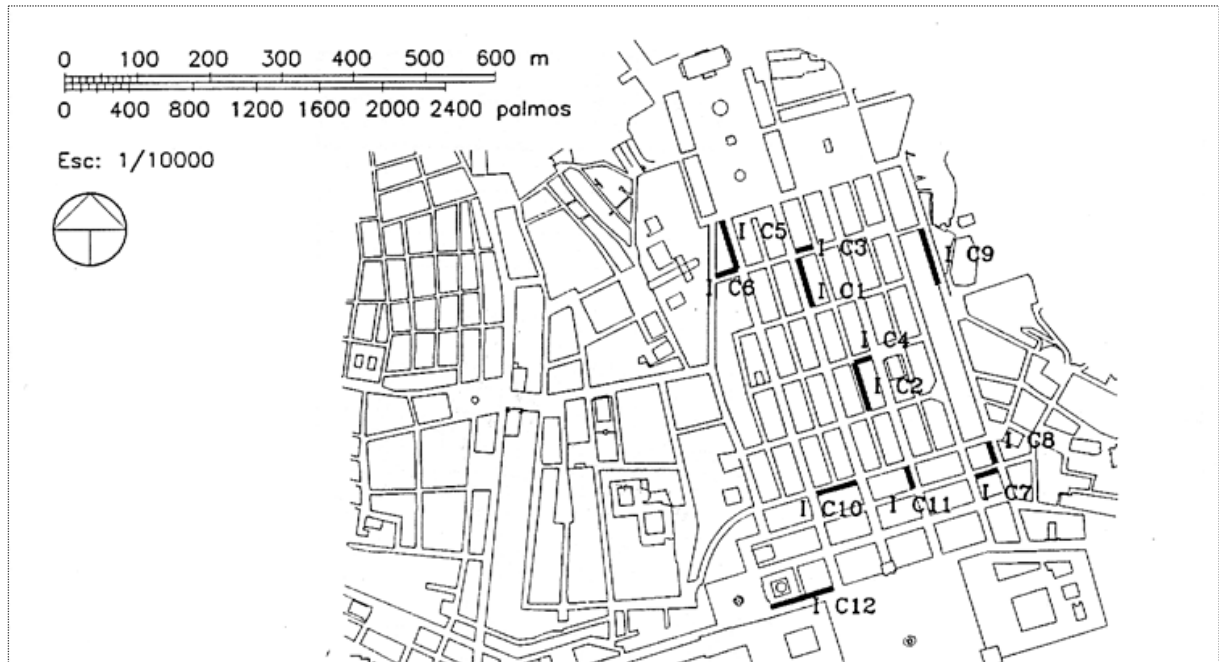 0 100 200 300 400 500 600 m
0 400 800 1200 1600 2000 2400 palmos
Esc: 1/10000
I C5
I C3
I C9
I C6
I C1
I C4
I C2
I C8
I C7
I C10
I C11
I C12